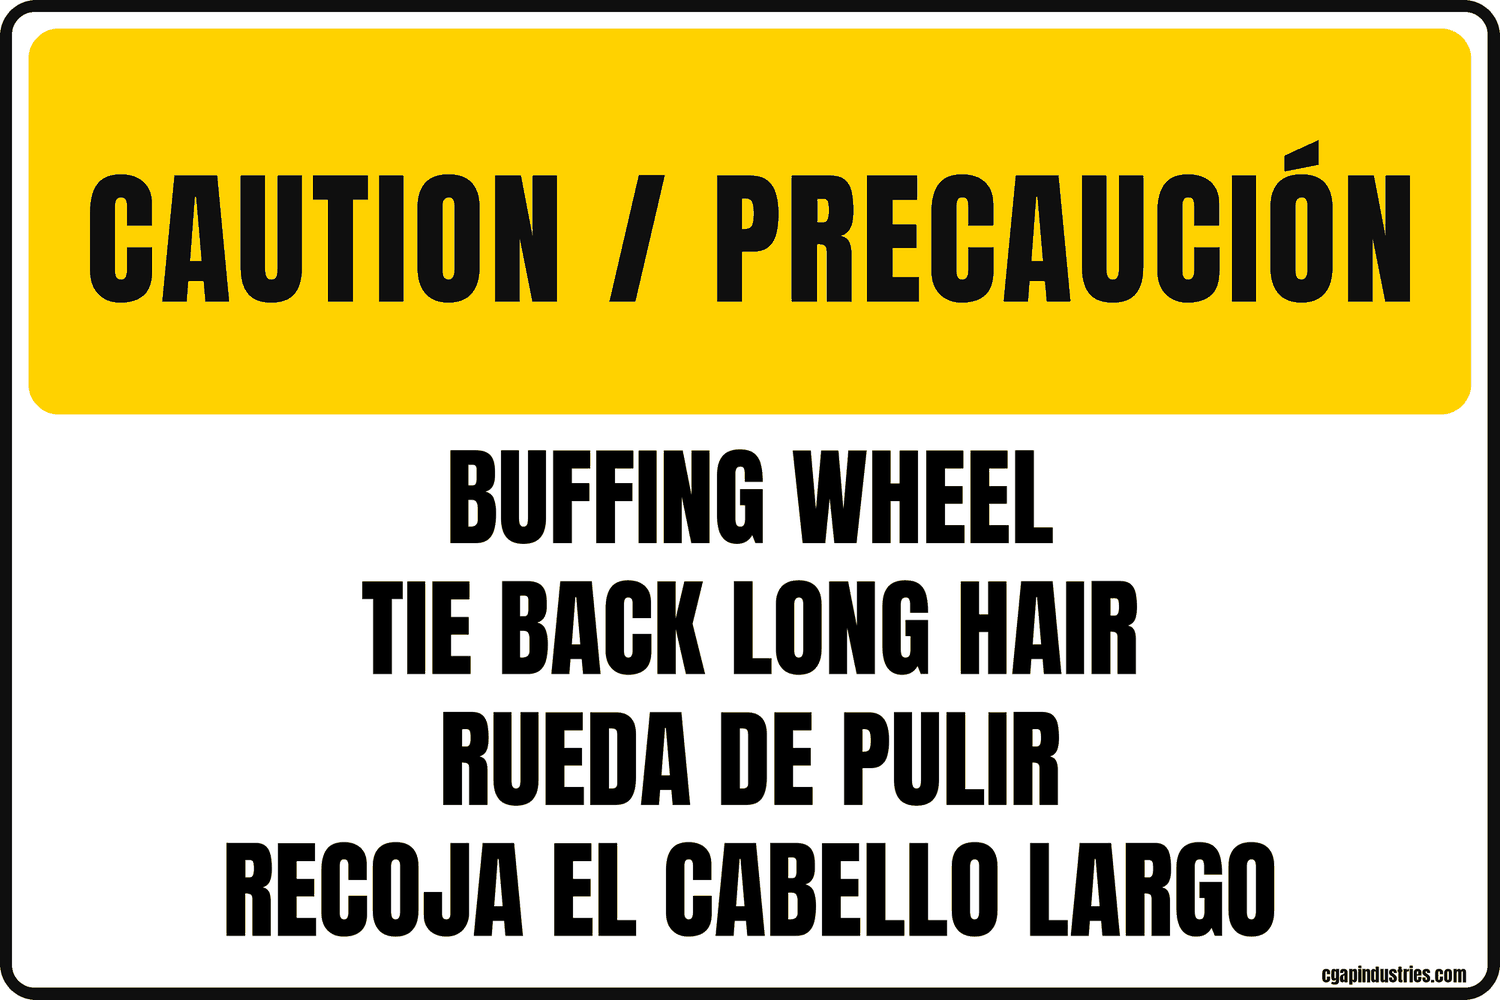 CAUTION / PRECAUCIÓN
BUFFING WHEEL
TIE BACK LONG HAIR
RUEDA DE PULIR
RECOJA EL CABELLO LARGO
cgapindustries.com